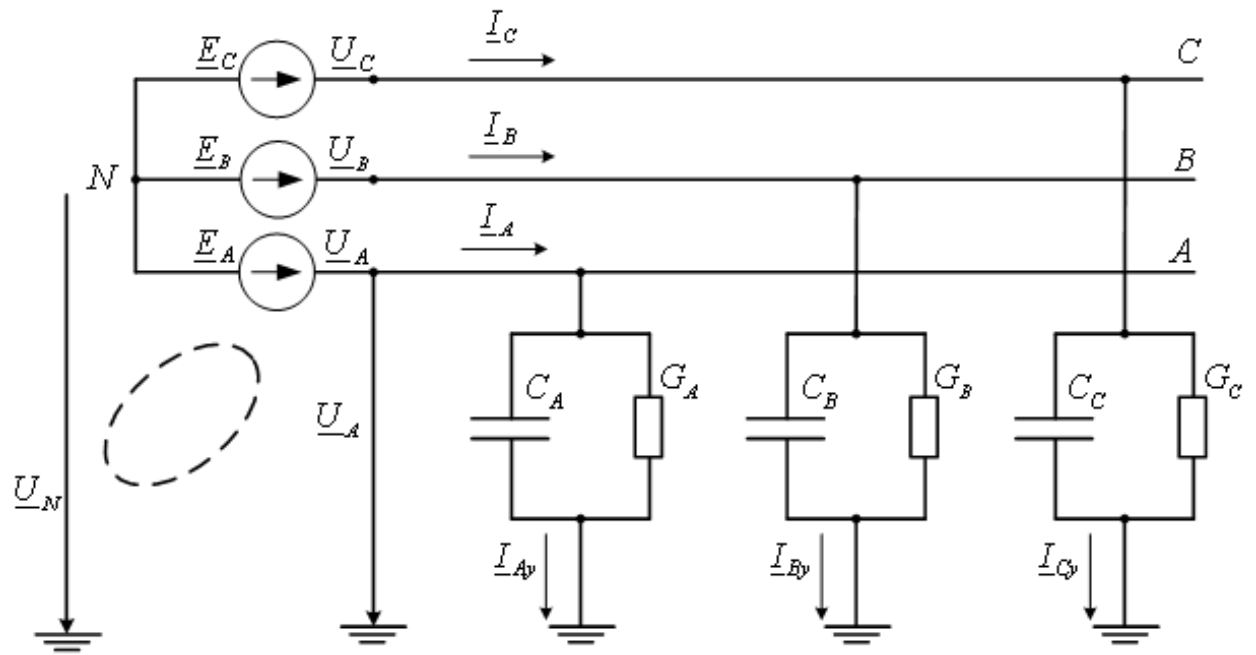 E_C U_C I_C C
N E_B U_B I_B B
E_A U_A I_A A
C_A G_A C_B G_B C_C G_C
U_A
U_N
I_Ay I_By I_Cy